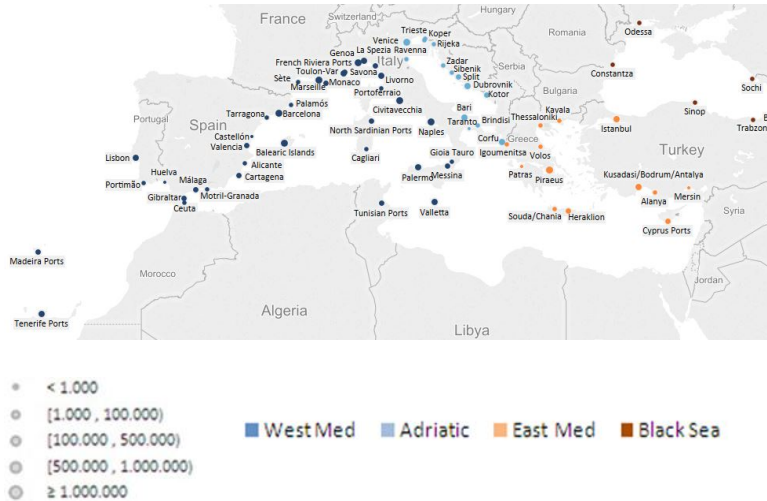 Hungary
France
Switzerland
Romania
Odessa
Trieste Koper
Venice Rijeka
Genoa La Spezia Ravenna
Italy
French Riviera Ports
Toulon-Var Savona
Zadar
Sibenik
Serbia
Constantza
Sète
Marseille Monaco
Livorno
Split
Portoferraio
Dubrovnik
Kotor
Bulgaria
Sochi
Palamós
Civitavecchia
Bari
Kavala
Sinop
Portugal
Spain
Tarragona Barcelona
North Sardinian Ports
Naples
Taranto Brindisi
Thessaloniki
Istanbul
Trabzon
B
Castellón
Valencia
Balearic Islands
Corfu
Greece
Igoumenitsa
Volos
Turkey
Lisbon
Cagliari
Gioia Tauro
Alicante
Huelva
Cartagena
Palermo Messina
Patras
Piraeus
Kusadasi/Bodrum/Antalya
Portimão
Málaga
Mersin
Gibraltar
Motril-Granada
Alanya
Ceuta
Tunisian Ports
Valletta
Souda/Chania Heraklion
Syria
Cyprus Ports
Madeira Ports
Morocco
Jordan
Tenerife Ports
Algeria
Libya
< 1.000
[1.000 , 100.000)
[100.000 , 500.000)
[500.000 , 1.000.000)
≥ 1.000.000
West Med Adriatic East Med Black Sea